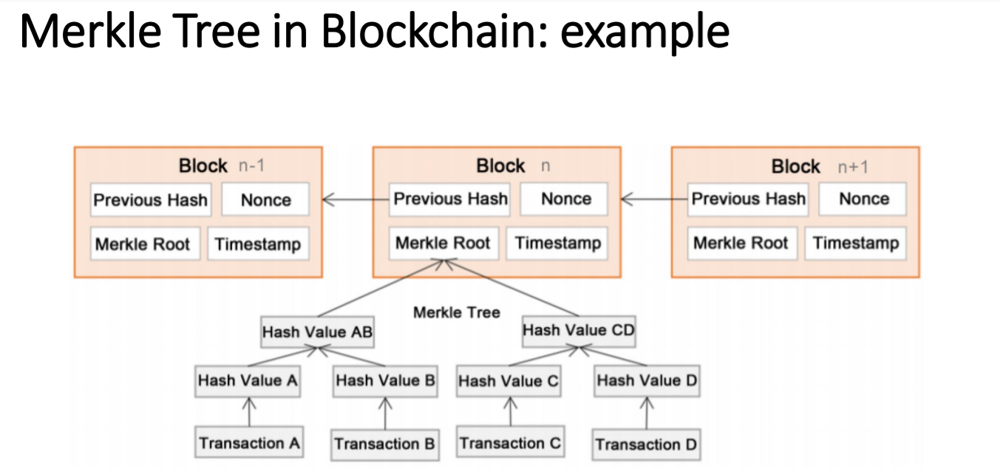 Merkle Tree in Blockchain: example
Block n-1
Previous Hash Nonce
Merkle Root Timestamp
Block n
Previous Hash Nonce
Merkle Root Timestamp
Block n+1
Previous Hash Nonce
Merkle Root Timestamp
Merkle Tree
Hash Value AB Hash Value CD
Hash Value A Hash Value B Hash Value C Hash Value D
Transaction A Transaction B Transaction C Transaction D